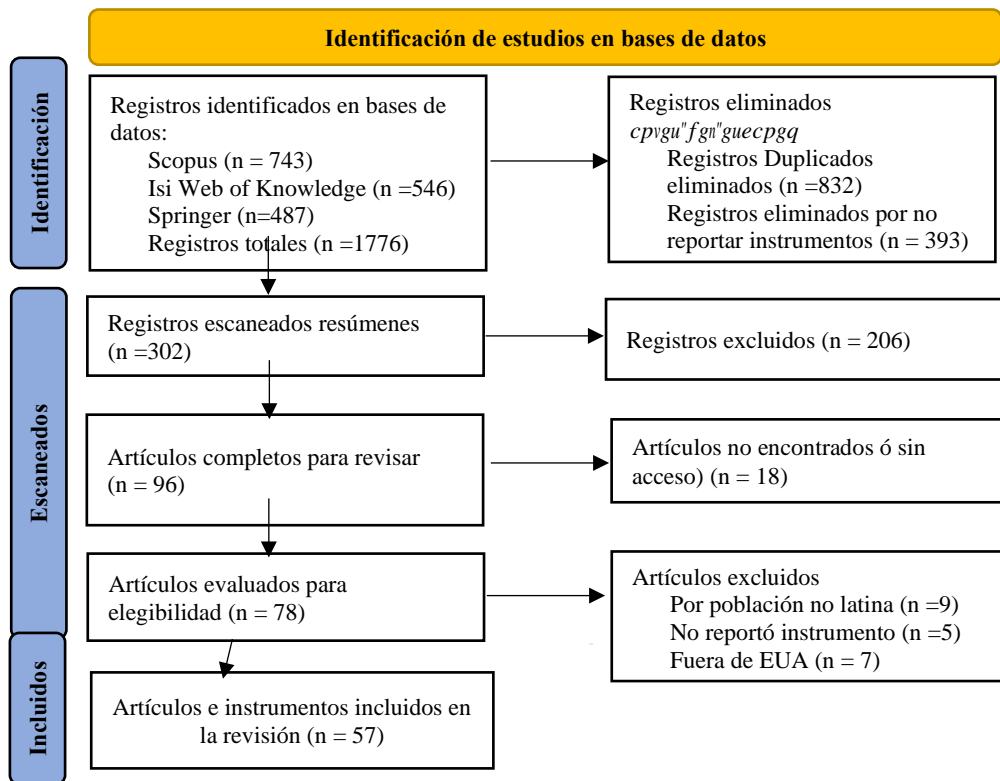 Identificación de estudios en bases de datos
Identificación
Registros identificados en bases de
datos:
Scopus (n = 743)
Isi Web of Knowledge (n =546)
Springer (n=487)
Registros totales (n =1776)
Registros eliminados
cpvgu"fgn"guecpgq
Registros Duplicados
eliminados (n =832)
Registros eliminados por no
reportar instrumentos (n = 393)
Escaneados
Registros escaneados resúmenes
(n =302)
Registros excluidos (n = 206)
Artículos completos para revisar
(n = 96)
Artículos no encontrados ó sin
acceso) (n = 18)
Artículos evaluados para
elegibilidad (n = 78)
Artículos excluidos
Por población no latina (n =9)
No reportó instrumento (n =5)
Fuera de EUA (n = 7)
Incluidos
Artículos e instrumentos incluidos en
la revisión (n = 57)